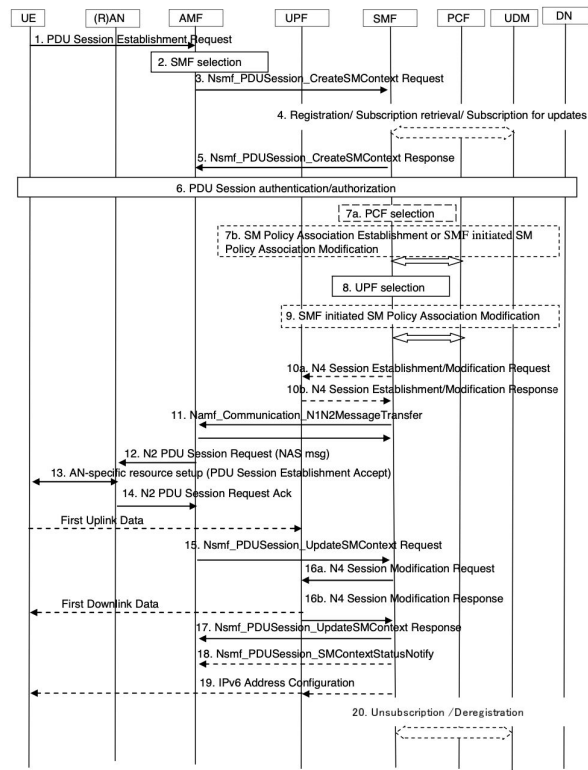 UE (R)AN AMF UPF SMF PCF UDM DN
1. PDU Session Establishment Request
2. SMF selection
3. Nsmf_PDUSession_CreateSMContext Request
4. Registration/ Subscription retrieval/ Subscription for updates
5. Nsmf_PDUSession_CreateSMContext Response
6. PDU Session authentication/authorization
7a. PCF selection
7b. SM Policy Association Establishment or SMF initiated SM
Policy Association Modification
8. UPF selection
9. SMF initiated SM Policy Association Modification
10a. N4 Session Establishment/Modification Request
10b. N4 Session Establishment/Modification Response
11. Namf_Communication_N1N2MessageTransfer
12. N2 PDU Session Request (NAS msg)
13. AN-specific resource setup (PDU Session Establishment Accept)
14. N2 PDU Session Request Ack
First Uplink Data
15. Nsmf_PDUSession_UpdateSMContext Request
16a. N4 Session Modification Request
16b. N4 Session Modification Response
First Downlink Data
17. Nsmf_PDUSession_UpdateSMContext Response
18. Nsmf_PDUSession_SMContextStatusNotify
19. IPv6 Address Configuration
20. Unsubscription /Deregistration